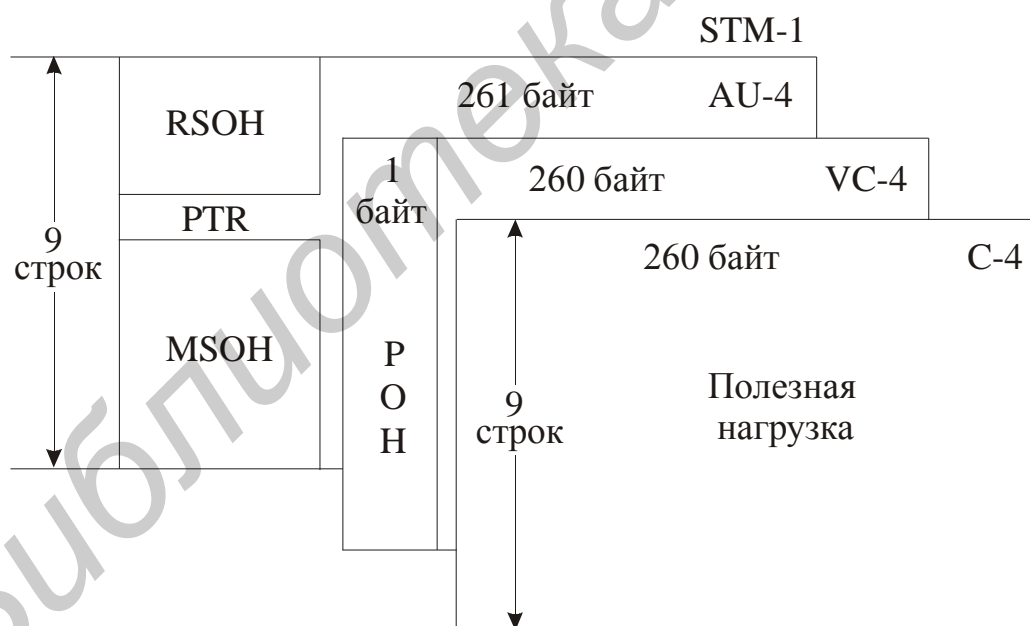 STM-1
261 байт
AU-4
RSOH
1
байт
260 байт
VC-4
PTR
9
строк
260 байт
C-4
MSOH
Р
О
Н
9
строк
Полезная
нагрузка
библиотека